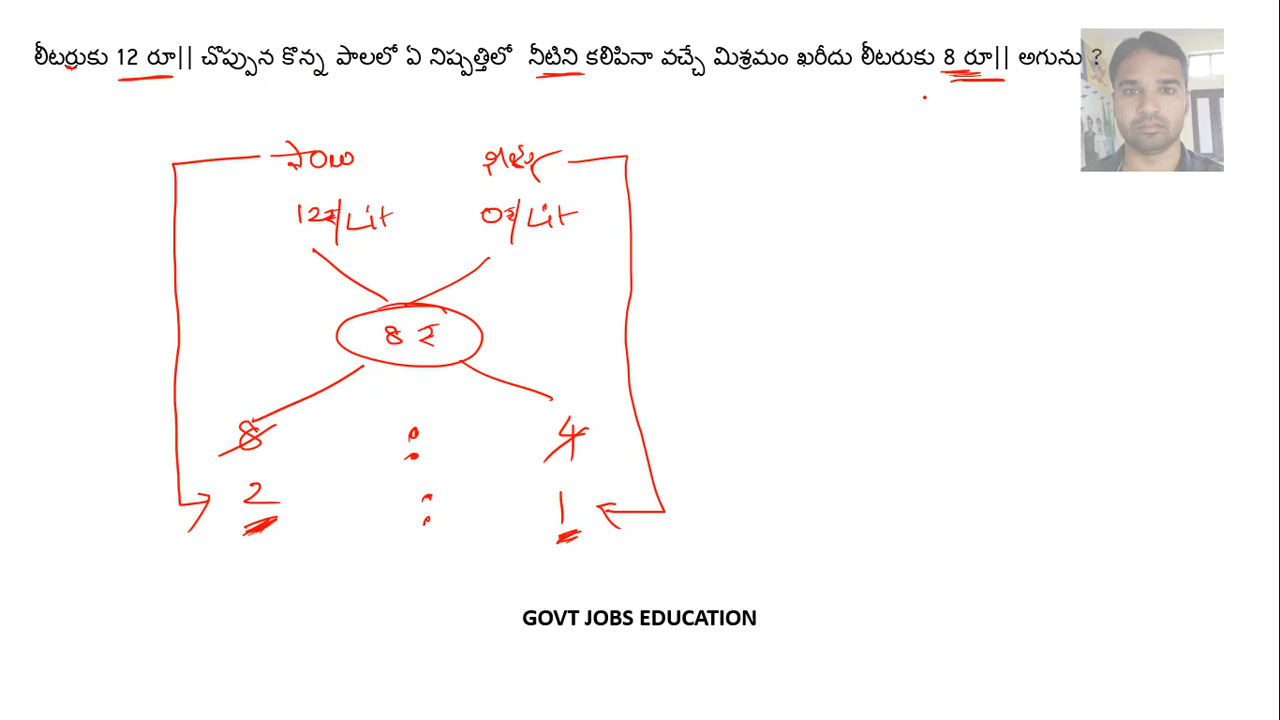 లీటర్రుకు 12 రూ|| చొప్పున కొన్న పాలలో ఏ నిష్పత్తిలో నీటిని కలిపినా వచ్చే మిశ్రమం ఖరీదు లీటరుకు 8 రూ|| అగును ?
పాలు నీళ్ళు
12₹/Lit 0₹/Lit
8 ₹
8 : 4
2 : 1
GOVT JOBS EDUCATION